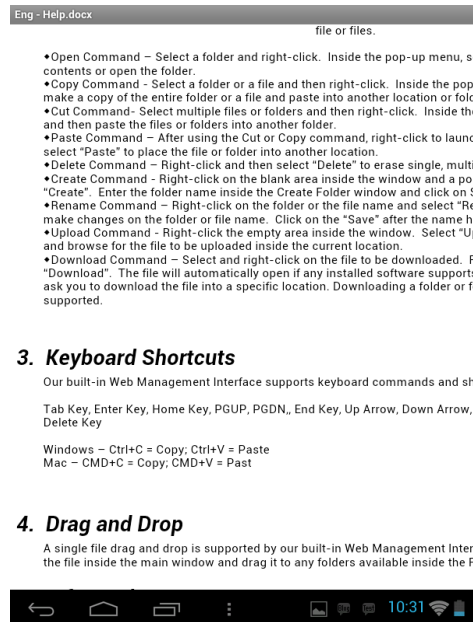 Eng - Help.docx
file or files.
◆Open Command – Select a folder and right-click.  Inside the pop-up menu, s
contents or open the folder.
◆Copy Command - Select a folder or a file and then right-click.  Inside the pop
make a copy of the entire folder or a file and paste into another location or fold
◆Cut Command- Select multiple files or folders and then right-click.  Inside the
and then paste the files or folders into another folder.
◆Paste Command – After using the Cut or Copy command, right-click to launc
select “Paste” to place the file or folder into another location.
◆Delete Command – Right-click and then select “Delete” to erase single, multi
◆Create Command - Right-click on the blank area inside the window and a po
“Create”.  Enter the folder name inside the Create Folder window and click on S
◆Rename Command – Right-click on the folder or the file name and select “Re
make changes on the folder or file name.  Click on the “Save” after the name h
◆Upload Command - Right-click the empty area inside the window.  Select “Up
and browse for the file to be uploaded inside the current location.
◆Download Command – Select and right-click on the file to be downloaded.  F
“Download”.  The file will automatically open if any installed software supports
ask you to download the file into a specific location. Downloading a folder or f
supported.
3. Keyboard Shortcuts
Our built-in Web Management Interface supports keyboard commands and sh
Tab Key, Enter Key, Home Key, PGUP, PGDN,, End Key, Up Arrow, Down Arrow,
Delete Key
Windows – Ctrl+C = Copy; Ctrl+V = Paste
Mac – CMD+C = Copy; CMD+V = Past
4. Drag and Drop
A single file drag and drop is supported by our built-in Web Management Inter
the file inside the main window and drag it to any folders available inside the F
10:31